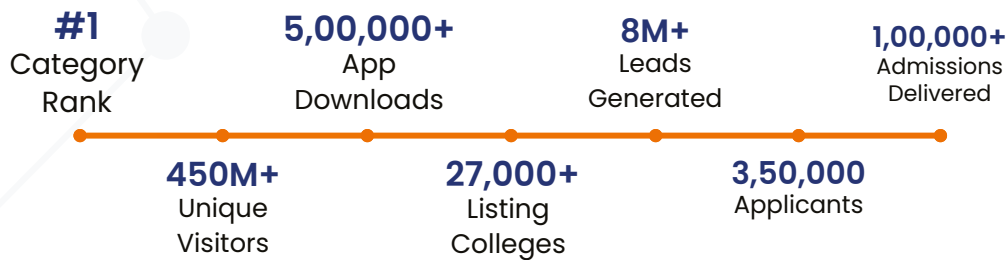 #1
Category
Rank
5,00,000+
App
Downloads
8M+
Leads
Generated
1,00,000+
Admissions
Delivered
450M+
Unique
Visitors
27,000+
Listing
Colleges
3,50,000
Applicants